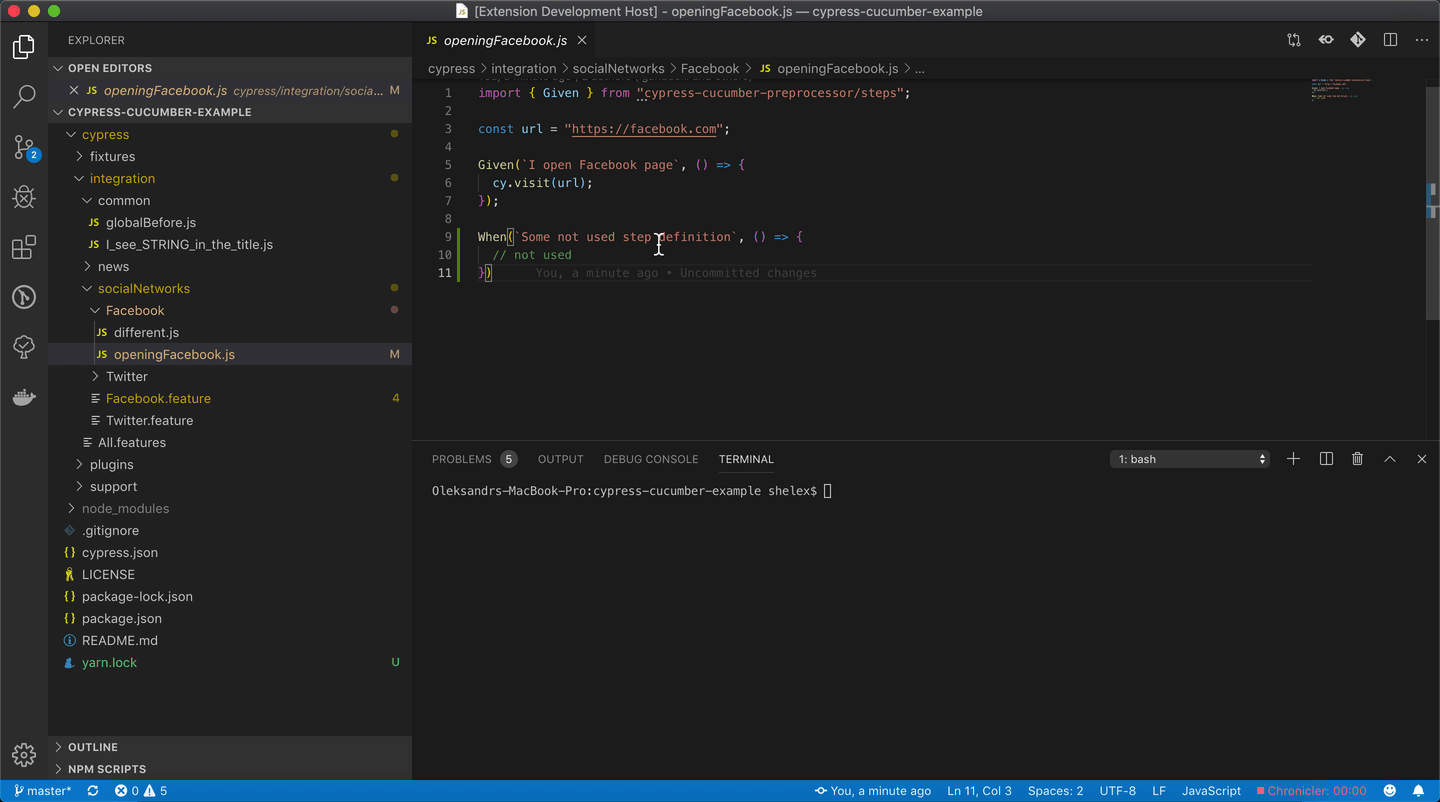 [Extension Development Host] - openingFacebook.js — cypress-cucumber-example
EXPLORER
OPEN EDITORS
openingFacebook.js cypress/integration/socia... M
CYPRESS-CUCUMBER-EXAMPLE
cypress
fixtures
integration
common
JS globalBefore.js
JS I_see_STRING_in_the_title.js
news
socialNetworks
Facebook
JS different.js
JS openingFacebook.js M
Twitter
Facebook.feature 4
Twitter.feature
All.features
plugins
support
node_modules
.gitignore
{} cypress.json
LICENSE
{} package-lock.json
{} package.json
README.md
yarn.lock U
OUTLINE
NPM SCRIPTS
2
JS openingFacebook.js
cypress > integration > socialNetworks > Facebook > JS openingFacebook.js > ...
1 import { Given } from "cypress-cucumber-preprocessor/steps";
2
3 const url = "https://facebook.com";
4
5 Given(`I open Facebook page`, () => {
6 cy.visit(url);
7 });
8
9 When(`Some not used step definition`, () => {
10 // not used
11 }) You, a minute ago • Uncommitted changes
PROBLEMS 5 OUTPUT DEBUG CONSOLE TERMINAL 1: bash
Oleksandrs-MacBook-Pro:cypress-cucumber-example shelex$
master* 0 5 You, a minute ago Ln 11, Col 3 Spaces: 2 UTF-8 LF JavaScript Chronicler: 00:00